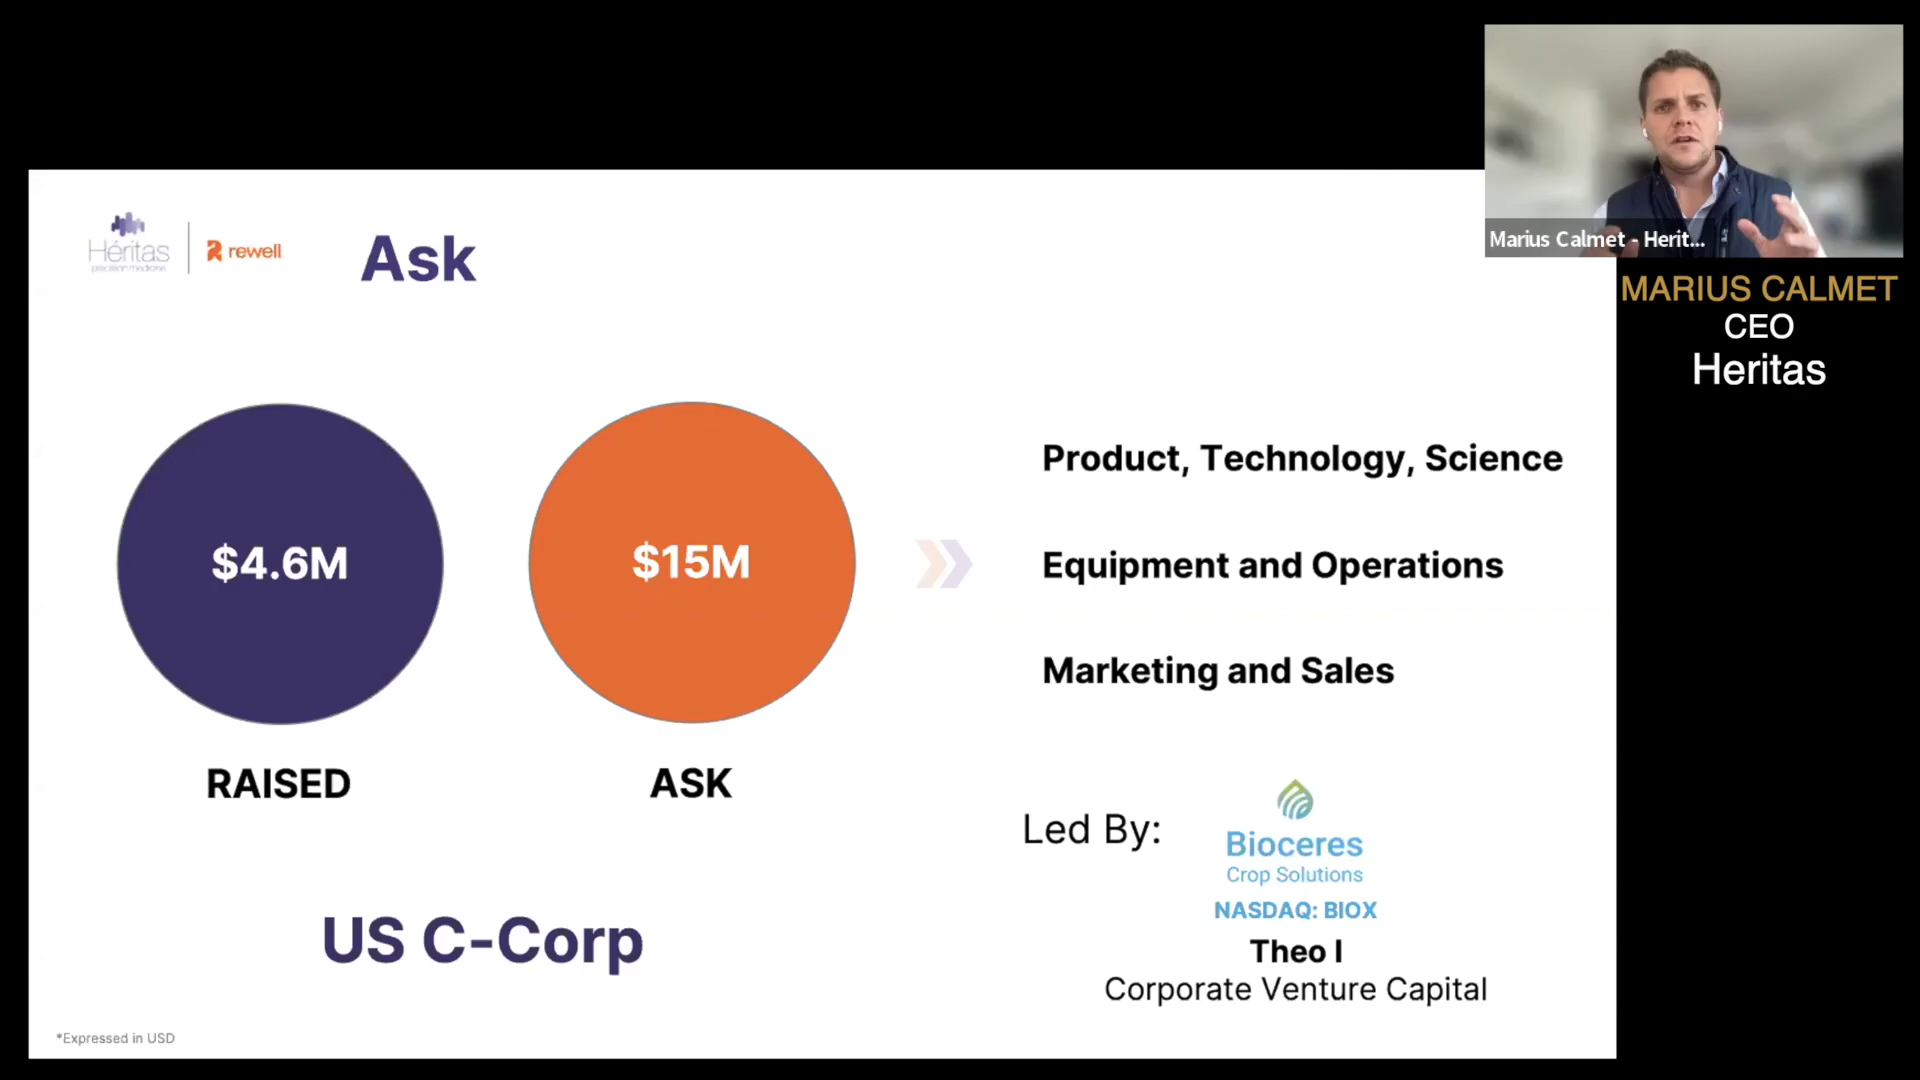 Héritas
precision medicine
rewell
Ask
$4.6M
$15M
RAISED
ASK
US C-Corp
Product, Technology, Science
Equipment and Operations
Marketing and Sales
Led By:
Bioceres
Crop Solutions
NASDAQ: BIOX
Theo I
Corporate Venture Capital
*Expressed in USD
Marius Calmet - Herit...
MARIUS CALMET
CEO
Heritas